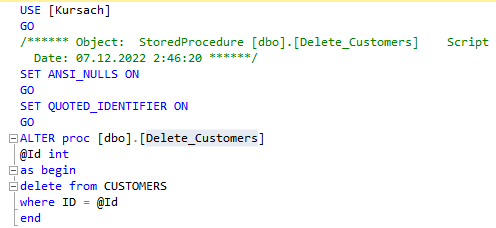 USE [Kursach]
GO
/****** Object:  StoredProcedure [dbo].[Delete_Customers]    Script
Date: 07.12.2022 2:46:20 ******/
SET ANSI_NULLS ON
GO
SET QUOTED_IDENTIFIER ON
GO
ALTER proc [dbo].[Delete_Customers]
@Id int
as begin
delete from CUSTOMERS
where ID = @Id
end